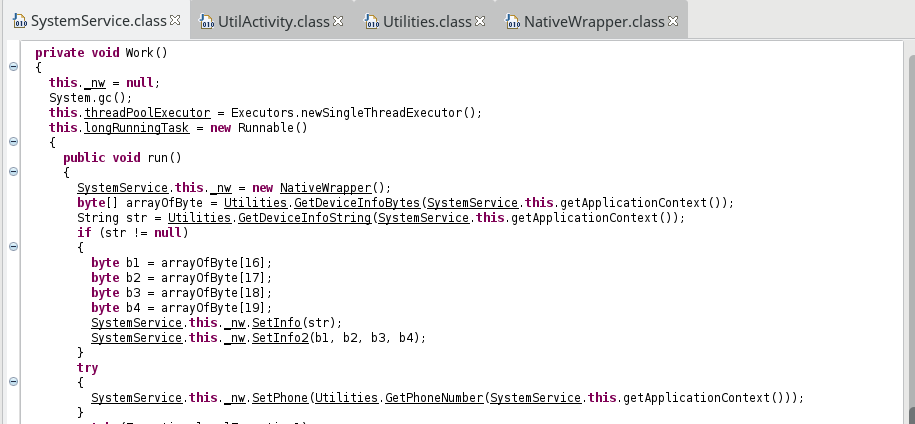 SystemService.class UtilActivity.class Utilities.class NativeWrapper.class
private void Work()
{
this._nw = null;
System.gc();
this.threadPoolExecutor = Executors.newSingleThreadExecutor();
this.longRunningTask = new Runnable()
{
public void run()
{
SystemService.this._nw = new NativeWrapper();
byte[] arrayOfByte = Utilities.GetDeviceInfoBytes(SystemService.this.getApplicationContext());
String str = Utilities.GetDeviceInfoString(SystemService.this.getApplicationContext());
if (str != null)
{
byte b1 = arrayOfByte[16];
byte b2 = arrayOfByte[17];
byte b3 = arrayOfByte[18];
byte b4 = arrayOfByte[19];
SystemService.this._nw.SetInfo(str);
SystemService.this._nw.SetInfo2(b1, b2, b3, b4);
}
try
{
SystemService.this._nw.SetPhone(Utilities.GetPhoneNumber(SystemService.this.getApplicationContext()));
}